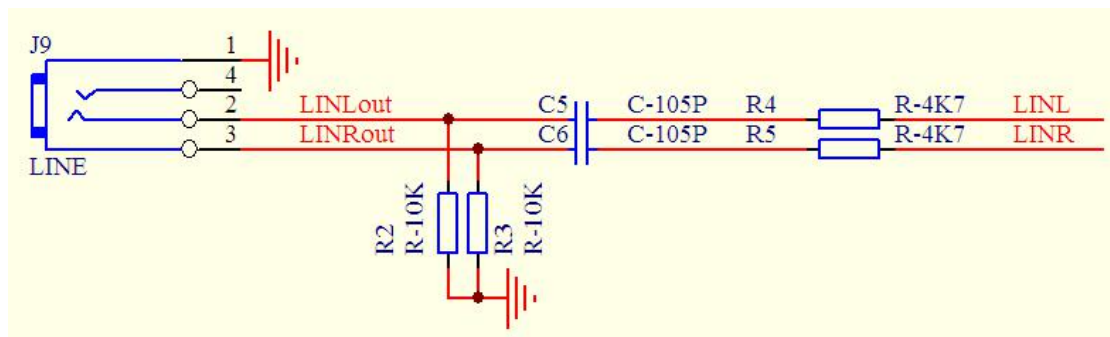 J9 1
4
LINLout 2 C5 C-105P R4 R-4K7 LINL
LINRout 3 C6 C-105P R5 R-4K7 LINR
LINE
R2 R-10K R3 R-10K